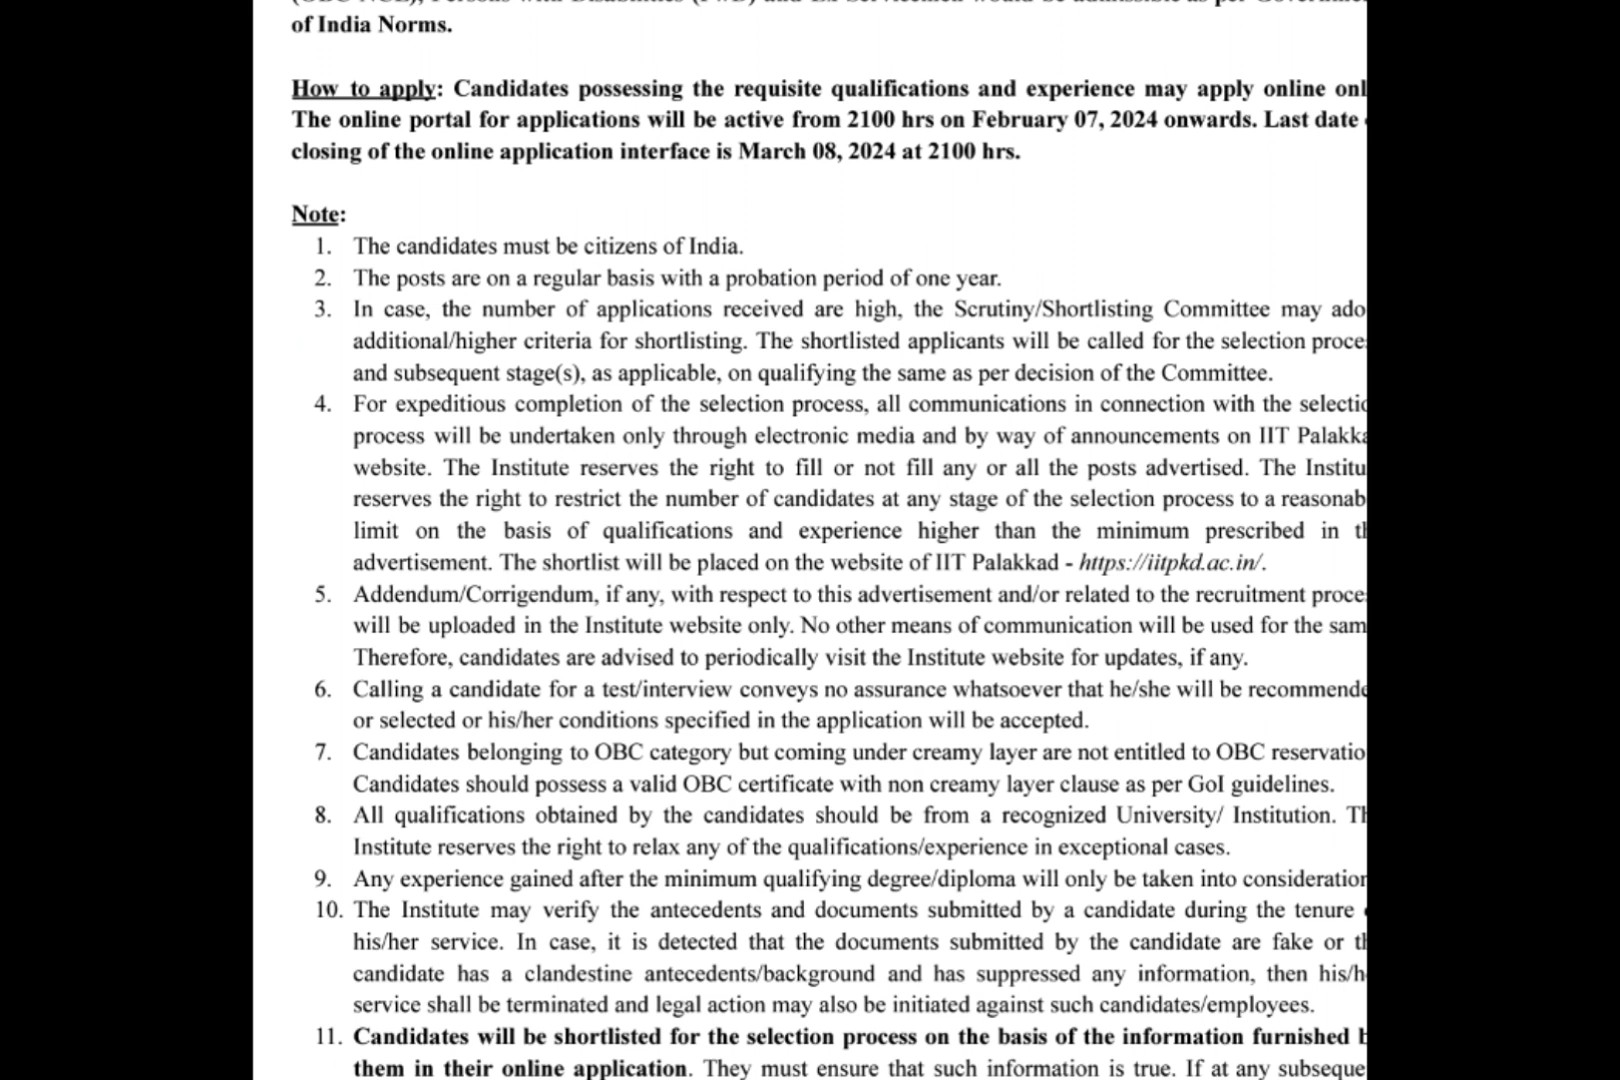 of India Norms.
How to apply: Candidates possessing the requisite qualifications and experience may apply online onl
The online portal for applications will be active from 2100 hrs on February 07, 2024 onwards. Last date
closing of the online application interface is March 08, 2024 at 2100 hrs.
Note:
1. The candidates must be citizens of India.
2. The posts are on a regular basis with a probation period of one year.
3. In case, the number of applications received are high, the Scrutiny/Shortlisting Committee may ado
additional/higher criteria for shortlisting. The shortlisted applicants will be called for the selection proce
and subsequent stage(s), as applicable, on qualifying the same as per decision of the Committee.
4. For expeditious completion of the selection process, all communications in connection with the selectio
process will be undertaken only through electronic media and by way of announcements on IIT Palakka
website. The Institute reserves the right to fill or not fill any or all the posts advertised. The Institu
reserves the right to restrict the number of candidates at any stage of the selection process to a reasonab
limit on the basis of qualifications and experience higher than the minimum prescribed in th
advertisement. The shortlist will be placed on the website of IIT Palakkad - https://iitpkd.ac.in/.
5. Addendum/Corrigendum, if any, with respect to this advertisement and/or related to the recruitment proce
will be uploaded in the Institute website only. No other means of communication will be used for the sam
Therefore, candidates are advised to periodically visit the Institute website for updates, if any.
6. Calling a candidate for a test/interview conveys no assurance whatsoever that he/she will be recommende
or selected or his/her conditions specified in the application will be accepted.
7. Candidates belonging to OBC category but coming under creamy layer are not entitled to OBC reservatio
Candidates should possess a valid OBC certificate with non creamy layer clause as per GoI guidelines.
8. All qualifications obtained by the candidates should be from a recognized University/ Institution. Th
Institute reserves the right to relax any of the qualifications/experience in exceptional cases.
9. Any experience gained after the minimum qualifying degree/diploma will only be taken into consideration
10. The Institute may verify the antecedents and documents submitted by a candidate during the tenure
his/her service. In case, it is detected that the documents submitted by the candidate are fake or th
candidate has a clandestine antecedents/background and has suppressed any information, then his/h
service shall be terminated and legal action may also be initiated against such candidates/employees.
11. Candidates will be shortlisted for the selection process on the basis of the information furnished b
them in their online application. They must ensure that such information is true. If at any subseque